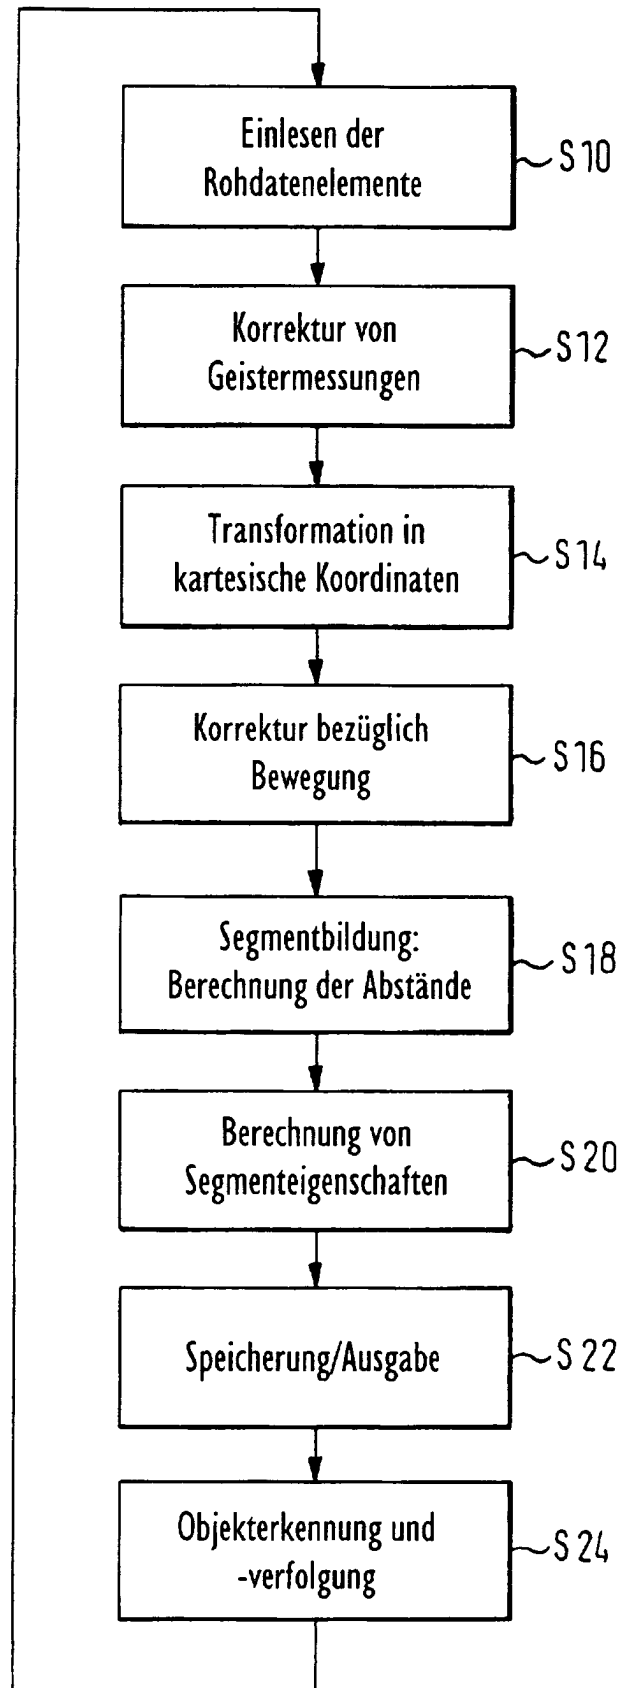 Einlesen der
Rohdatenelemente
S10
Korrektur von
Geistermessungen
S12
Transformation in
kartesische Koordinaten
S14
Korrektur bezüglich
Bewegung
S16
Segmentbildung:
Berechnung der Abstände
S18
Berechnung von
Segmenteigenschaften
S20
Speicherung/Ausgabe
S22
Objekterkennung und
-verfolgung
S24